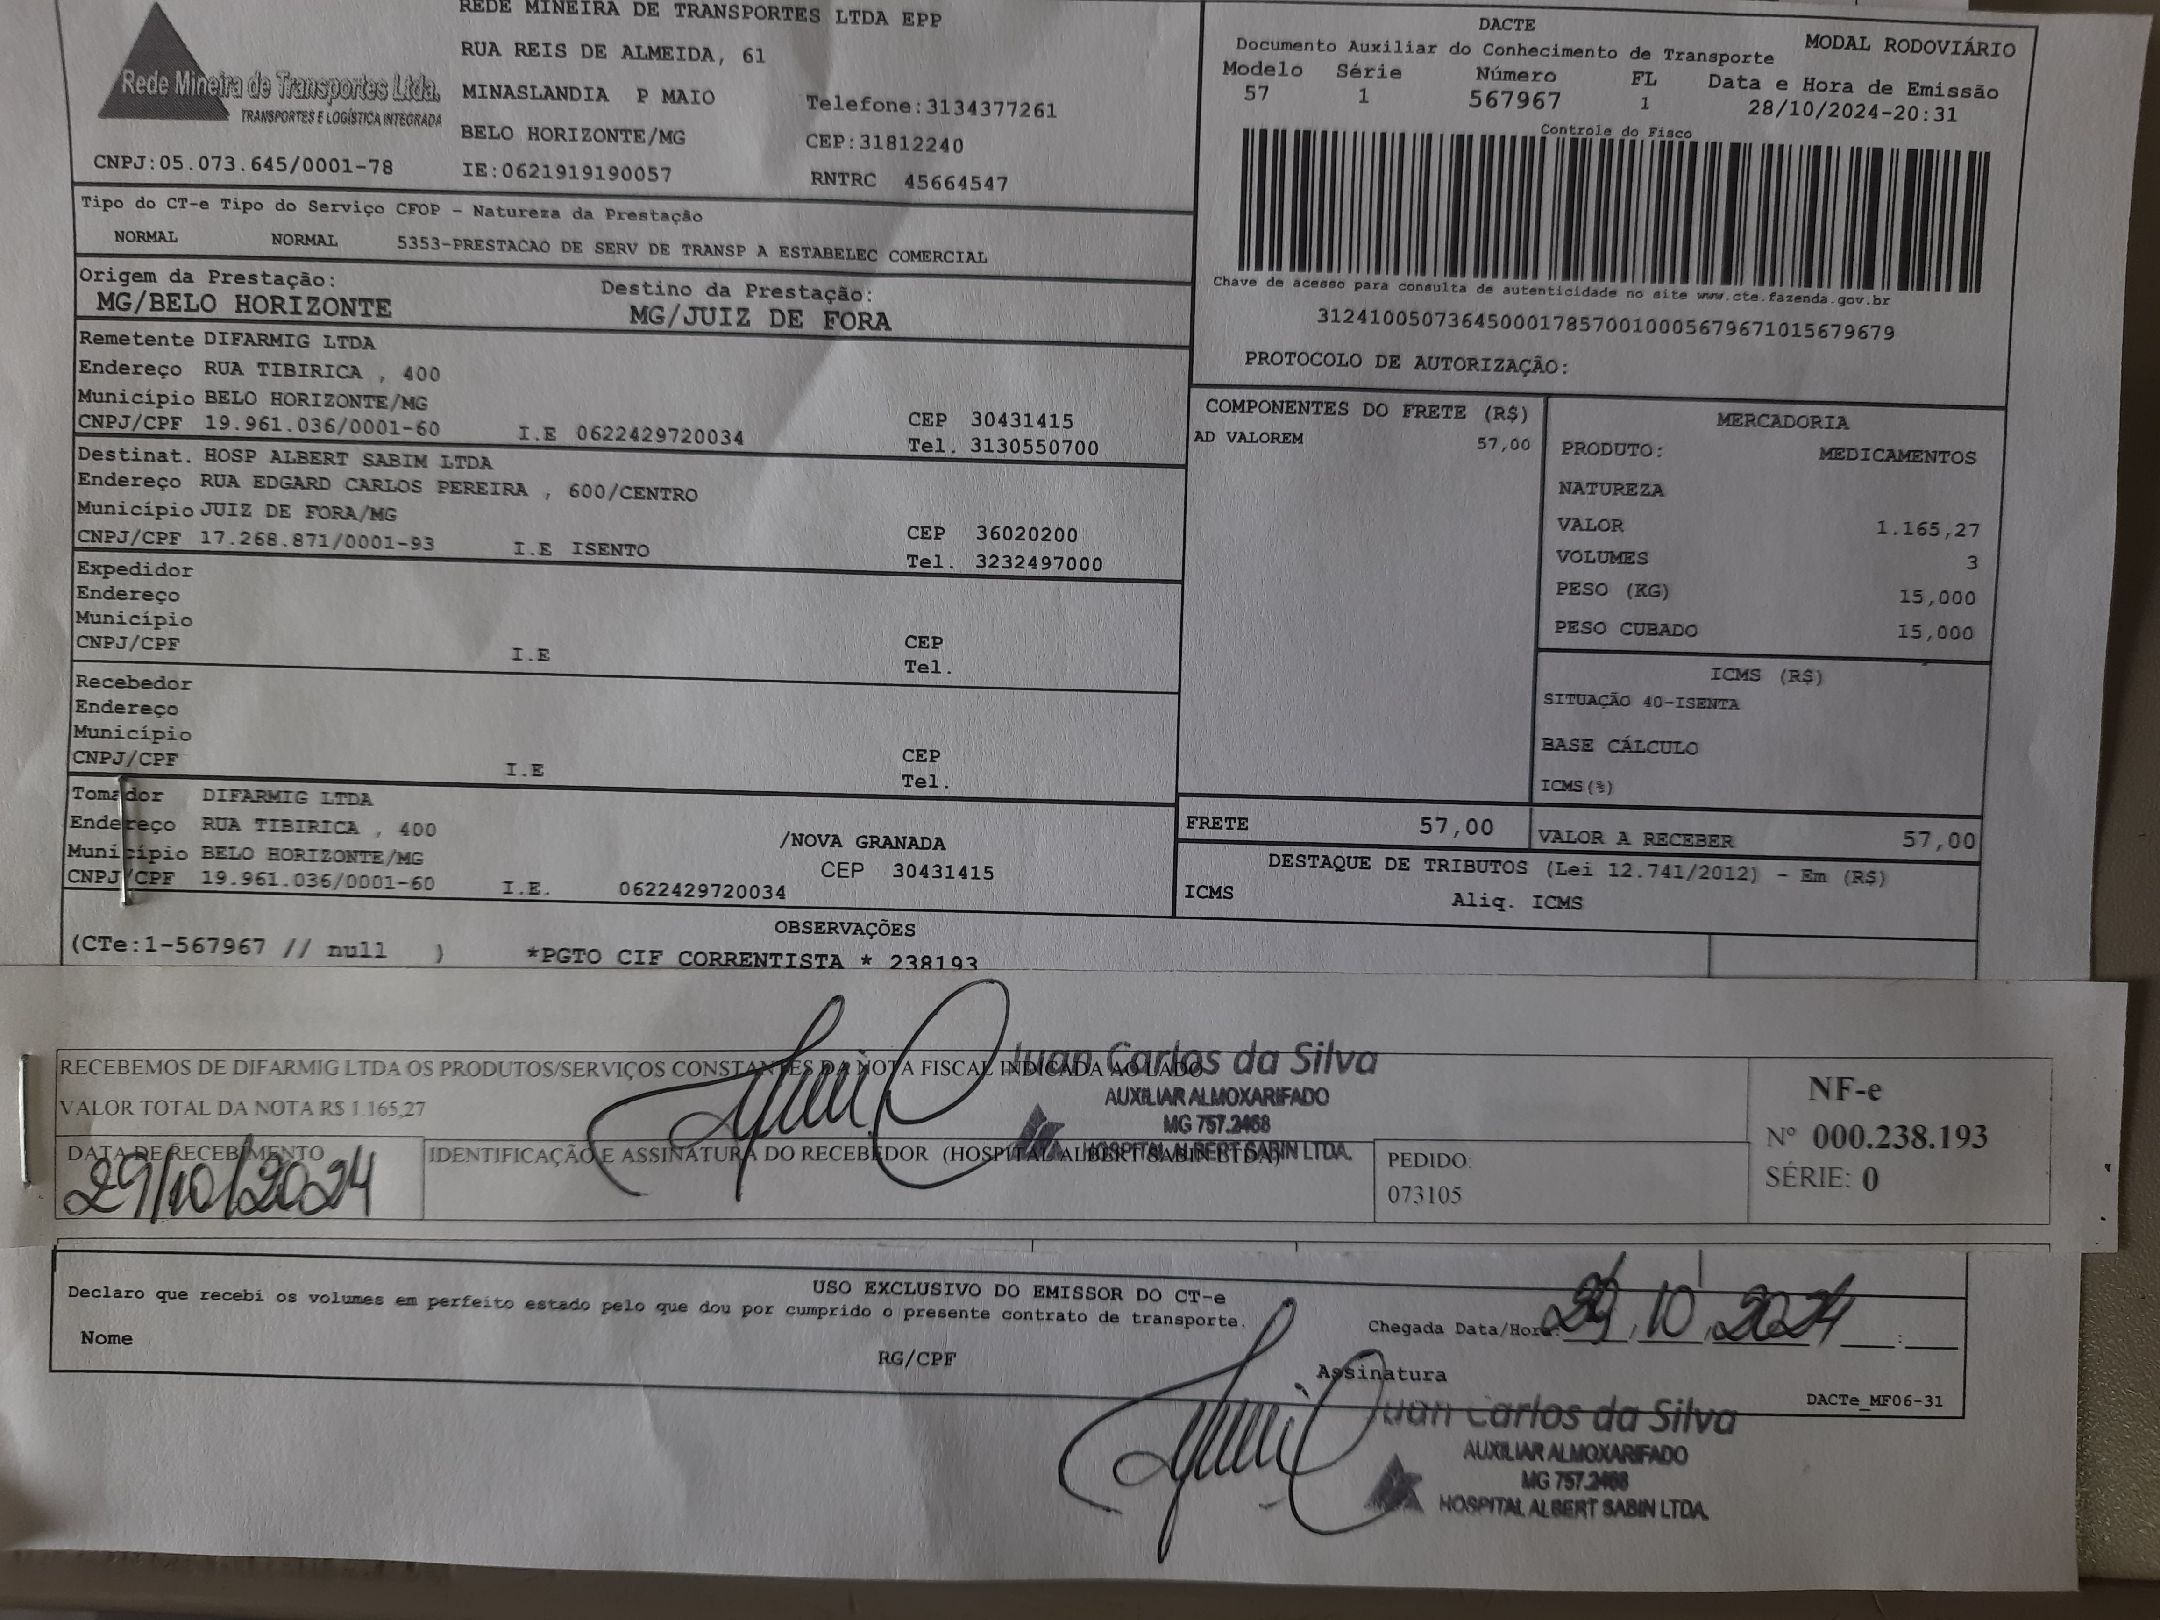 REDE MINEIRA DE TRANSPORTES LTDA EPP
RUA REIS DE ALMEIDA, 61
MINASLANDIA P MAIO
Telefone:3134377261
BELO HORIZONTE/MG
CEP:31812240
IE:0621919190057
RNTRC 45664547
Rede Mineira de Transportes Ltda.
TRANSPORTES E LOGÍSTICA INTEGRADA
CNPJ:05.073.645/0001-78
DACTE
Documento Auxiliar do Conhecimento de Transporte
MODAL RODOVIÁRIO
Modelo Série Número FL Data e Hora de Emissão
57 1 567967 1 28/10/2024-20:31
Controle do Fisco
Chave de acesso para consulta de autenticidade no site www.cte.fazenda.gov.br
31241005073645000178570010005679671015679679
PROTOCOLO DE AUTORIZAÇÃO:
Tipo do CT-e Tipo do Serviço CFOP - Natureza da Prestação
NORMAL NORMAL 5353-PRESTACAO DE SERV DE TRANSP A ESTABELEC COMERCIAL
Origem da Prestação: Destino da Prestação:
MG/BELO HORIZONTE MG/JUIZ DE FORA
Remetente DIFARMIG LTDA
Endereço RUA TIBIRICA , 400
Município BELO HORIZONTE/MG CEP 30431415
CNPJ/CPF 19.961.036/0001-60 I.E 0622429720034 Tel. 3130550700
Destinat. HOSP ALBERT SABIM LTDA
Endereço RUA EDGARD CARLOS PEREIRA , 600/CENTRO
Município JUIZ DE FORA/MG CEP 36020200
CNPJ/CPF 17.268.871/0001-93 I.E ISENTO Tel. 3232497000
Expedidor
Endereço
Município CEP
CNPJ/CPF I.E Tel.
Recebedor
Endereço
Município CEP
CNPJ/CPF I.E Tel.
Tomador DIFARMIG LTDA
Endereço RUA TIBIRICA , 400 /NOVA GRANADA
Município BELO HORIZONTE/MG CEP 30431415
CNPJ/CPF 19.961.036/0001-60 I.E. 0622429720034
COMPONENTES DO FRETE (R$)
AD VALOREM 57,00
MERCADORIA
PRODUTO: MEDICAMENTOS
NATUREZA
VALOR 1.165,27
VOLUMES 3
PESO (KG) 15,000
PESO CUBADO 15,000
ICMS (R$)
SITUAÇÃO 40-ISENTA
BASE CÁLCULO
ICMS(%)
FRETE 57,00 VALOR A RECEBER 57,00
DESTAQUE DE TRIBUTOS (Lei 12.741/2012) - Em (R$)
ICMS Aliq. ICMS
OBSERVAÇÕES
(CTe:1-567967 // null ) *PGTO CIF CORRENTISTA * 238193
RECEBEMOS DE DIFARMIG LTDA OS PRODUTOS/SERVIÇOS CONSTANTES DA NOTA FISCAL INDICADA AO LADO
VALOR TOTAL DA NOTA R$ 1.165,27
DATA DE RECEBIMENTO
29/10/2024
IDENTIFICAÇÃO E ASSINATURA DO RECEBEDOR (HOSPITAL ALBERT SABIN LTDA)
Juan Carlos da Silva
AUXILIAR ALMOXARIFADO
MG 757.2468
HOSPITAL ALBERT SABIN LTDA.
PEDIDO:
073105
NF-e
Nº 000.238.193
SÉRIE: 0
USO EXCLUSIVO DO EMISSOR DO CT-e
Declaro que recebi os volumes em perfeito estado pelo que dou por cumprido o presente contrato de transporte.
Chegada Data/Hora: 29/10/2024 :
Nome RG/CPF Assinatura
DACTe_MF06-31
Juan Carlos da Silva
AUXILIAR ALMOXARIFADO
MG 757.2468
HOSPITAL ALBERT SABIN LTDA.